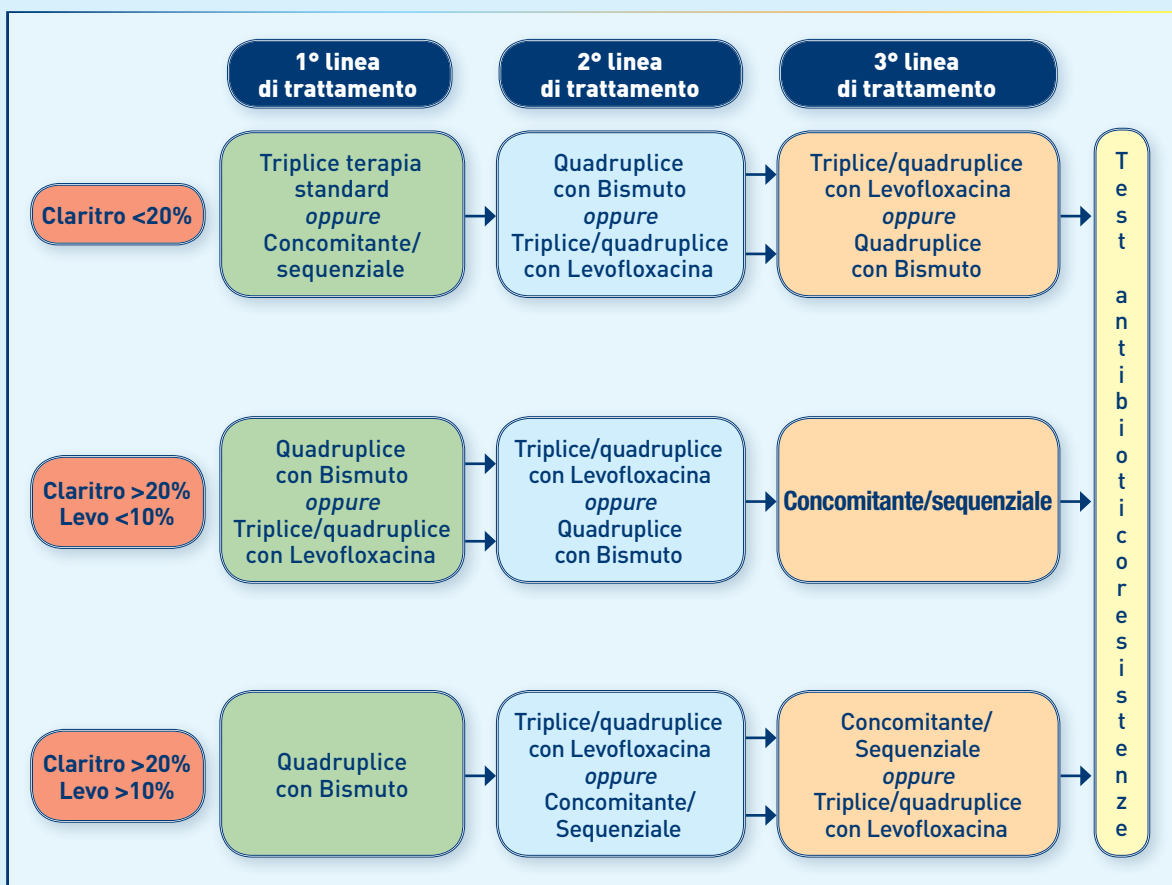 1° linea
di trattamento
2° linea
di trattamento
3° linea
di trattamento
Claritro <20%
Triplice terapia
standard
oppure
Concomitante/
sequenziale
Quadruplice
con Bismuto
oppure
Triplice/quadruplice
con Levofloxacina
Triplice/quadruplice
con Levofloxacina
oppure
Quadruplice
con Bismuto
Claritro >20%
Levo <10%
Quadruplice
con Bismuto
oppure
Triplice/quadruplice
con Levofloxacina
Triplice/quadruplice
con Levofloxacina
oppure
Quadruplice
con Bismuto
Concomitante/sequenziale
Claritro >20%
Levo >10%
Quadruplice
con Bismuto
Triplice/quadruplice
con Levofloxacina
oppure
Concomitante/
Sequenziale
Concomitante/
Sequenziale
oppure
Triplice/quadruplice
con Levofloxacina
Test antibioticoresistenze